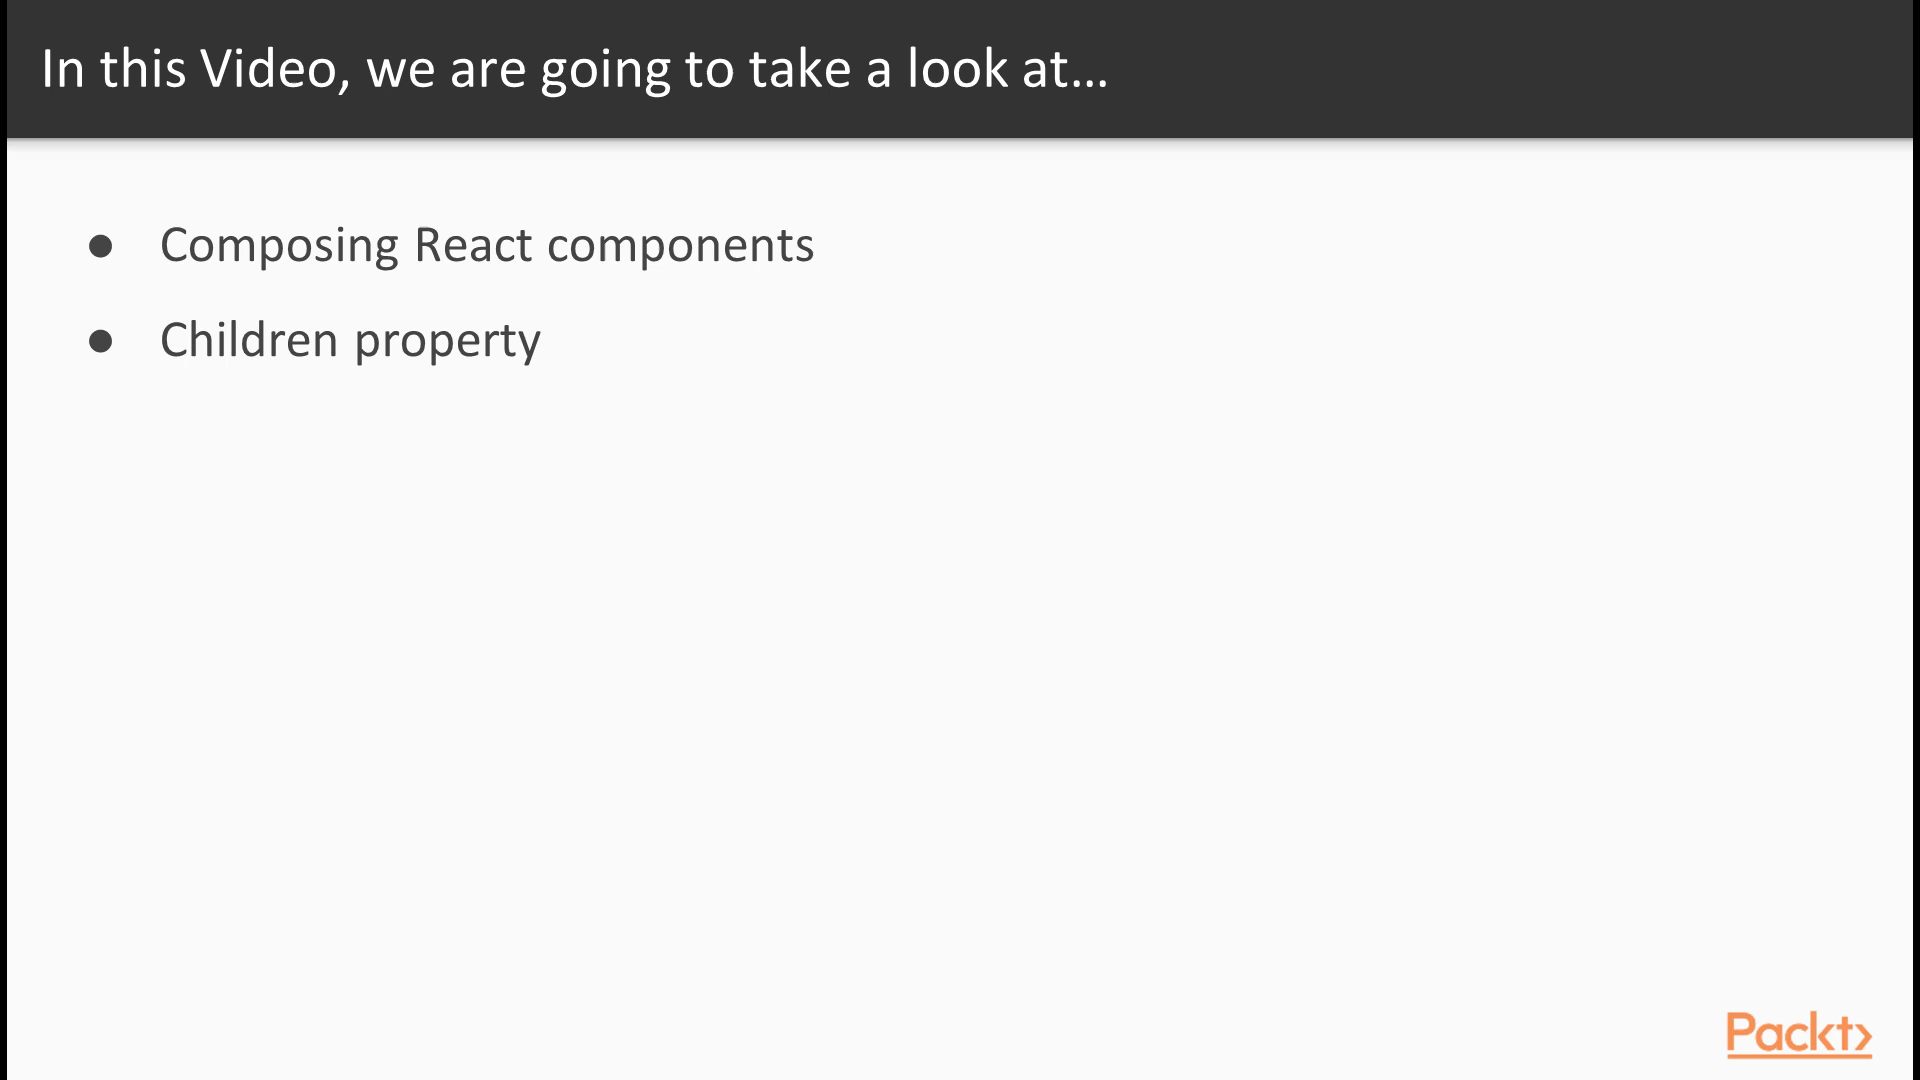 In this Video, we are going to take a look at...
● Composing React components
● Children property
Packt>